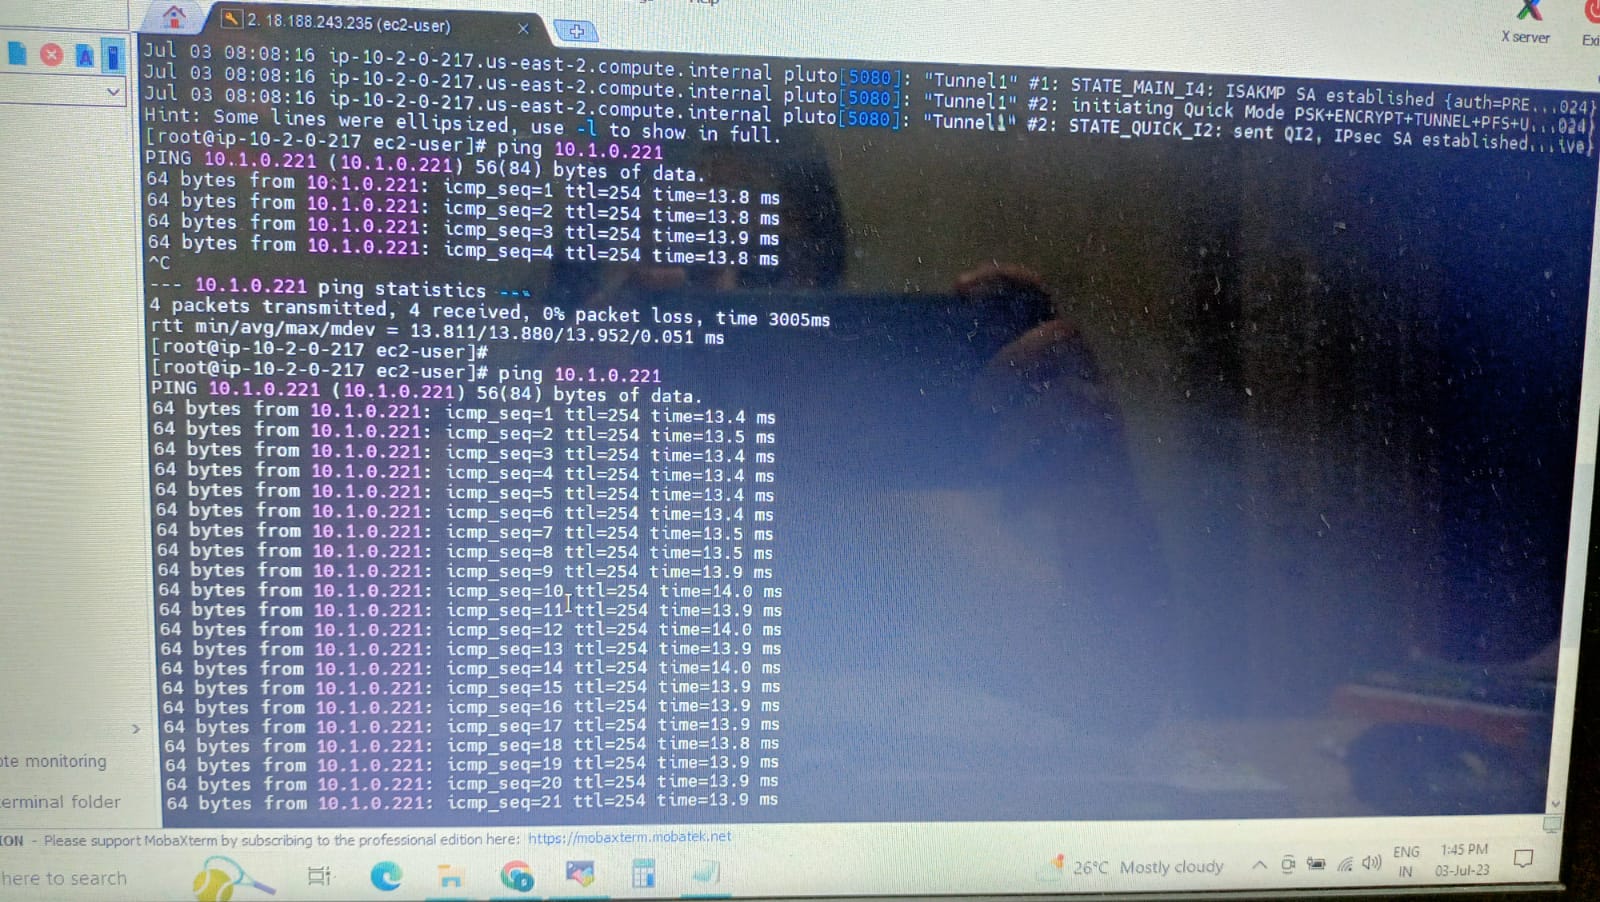 2. 18.188.243.235 (ec2-user)
X server
Jul 03 08:08:16 ip-10-2-0-217.us-east-2.compute.internal pluto[5080]: "Tunnel1" #1: STATE_MAIN_I4: ISAKMP SA established {auth=PRE...024}
Jul 03 08:08:16 ip-10-2-0-217.us-east-2.compute.internal pluto[5080]: "Tunnel1" #2: initiating Quick Mode PSK+ENCRYPT+TUNNEL+PFS+U...024}
Jul 03 08:08:16 ip-10-2-0-217.us-east-2.compute.internal pluto[5080]: "Tunnel1" #2: STATE_QUICK_I2: sent QI2, IPsec SA established...ive}
Hint: Some lines were ellipsized, use -l to show in full.
[root@ip-10-2-0-217 ec2-user]# ping 10.1.0.221
PING 10.1.0.221 (10.1.0.221) 56(84) bytes of data.
64 bytes from 10.1.0.221: icmp_seq=1 ttl=254 time=13.8 ms
64 bytes from 10.1.0.221: icmp_seq=2 ttl=254 time=13.8 ms
64 bytes from 10.1.0.221: icmp_seq=3 ttl=254 time=13.9 ms
64 bytes from 10.1.0.221: icmp_seq=4 ttl=254 time=13.8 ms
^C
--- 10.1.0.221 ping statistics ---
4 packets transmitted, 4 received, 0% packet loss, time 3005ms
rtt min/avg/max/mdev = 13.811/13.880/13.952/0.051 ms
[root@ip-10-2-0-217 ec2-user]#
[root@ip-10-2-0-217 ec2-user]# ping 10.1.0.221
PING 10.1.0.221 (10.1.0.221) 56(84) bytes of data.
64 bytes from 10.1.0.221: icmp_seq=1 ttl=254 time=13.4 ms
64 bytes from 10.1.0.221: icmp_seq=2 ttl=254 time=13.5 ms
64 bytes from 10.1.0.221: icmp_seq=3 ttl=254 time=13.4 ms
64 bytes from 10.1.0.221: icmp_seq=4 ttl=254 time=13.4 ms
64 bytes from 10.1.0.221: icmp_seq=5 ttl=254 time=13.4 ms
64 bytes from 10.1.0.221: icmp_seq=6 ttl=254 time=13.4 ms
64 bytes from 10.1.0.221: icmp_seq=7 ttl=254 time=13.5 ms
64 bytes from 10.1.0.221: icmp_seq=8 ttl=254 time=13.5 ms
64 bytes from 10.1.0.221: icmp_seq=9 ttl=254 time=13.9 ms
64 bytes from 10.1.0.221: icmp_seq=10 ttl=254 time=14.0 ms
64 bytes from 10.1.0.221: icmp_seq=11 ttl=254 time=13.9 ms
64 bytes from 10.1.0.221: icmp_seq=12 ttl=254 time=14.0 ms
64 bytes from 10.1.0.221: icmp_seq=13 ttl=254 time=13.9 ms
64 bytes from 10.1.0.221: icmp_seq=14 ttl=254 time=14.0 ms
64 bytes from 10.1.0.221: icmp_seq=15 ttl=254 time=13.9 ms
64 bytes from 10.1.0.221: icmp_seq=16 ttl=254 time=13.9 ms
64 bytes from 10.1.0.221: icmp_seq=17 ttl=254 time=13.9 ms
64 bytes from 10.1.0.221: icmp_seq=18 ttl=254 time=13.8 ms
64 bytes from 10.1.0.221: icmp_seq=19 ttl=254 time=13.9 ms
64 bytes from 10.1.0.221: icmp_seq=20 ttl=254 time=13.9 ms
64 bytes from 10.1.0.221: icmp_seq=21 ttl=254 time=13.9 ms
monitoring
folder
ION - Please support MobaXterm by subscribing to the professional edition here: https://mobaxterm.mobatek.net
here to search
26°C Mostly cloudy
ENG
IN
1:45 PM
03-Jul-23